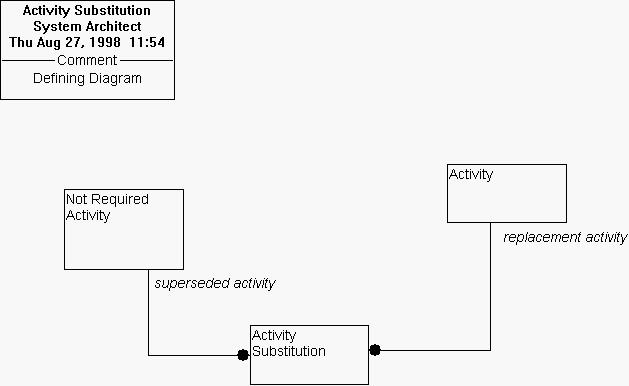 Activity Substitution
System Architect
Thu Aug 27, 1998  11:54
Comment
Defining Diagram
Activity
Not Required
Activity
replacement activity
superseded activity
Activity
Substitution